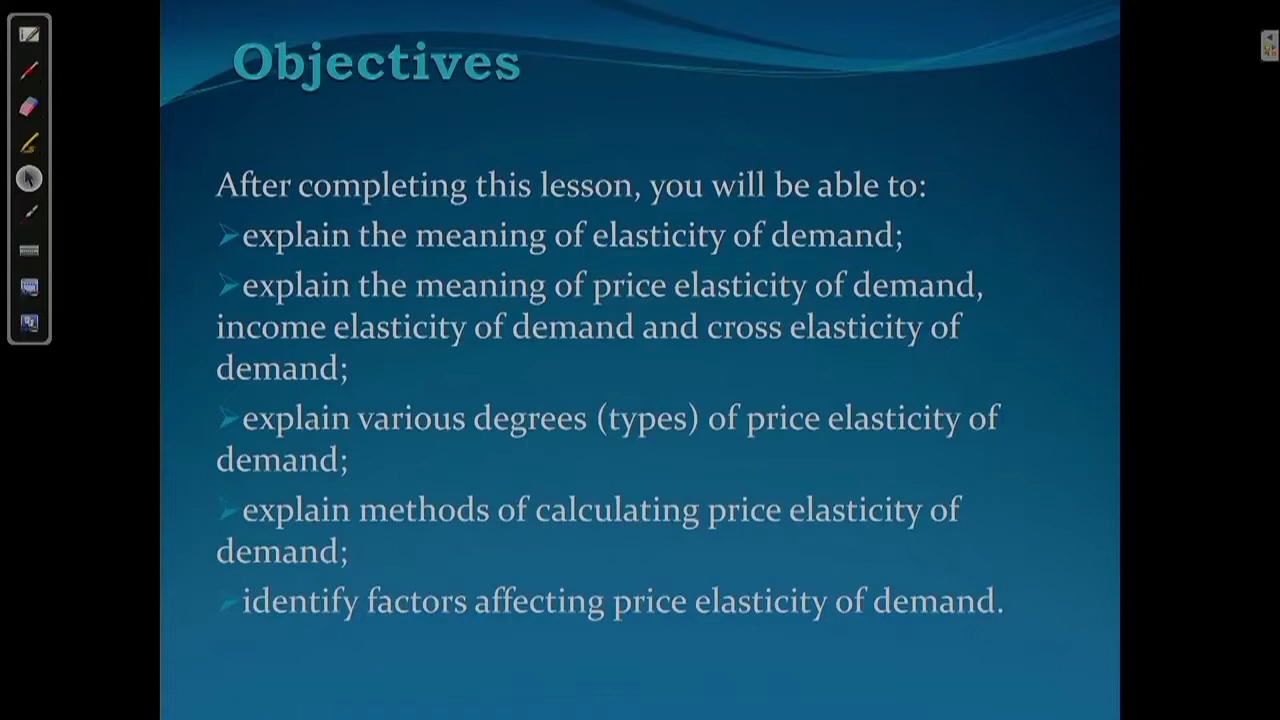 Objectives
After completing this lesson, you will be able to:
➢explain the meaning of elasticity of demand;
➢explain the meaning of price elasticity of demand,
income elasticity of demand and cross elasticity of
demand;
➢explain various degrees (types) of price elasticity of
demand;
➢explain methods of calculating price elasticity of
demand;
➢identify factors affecting price elasticity of demand.